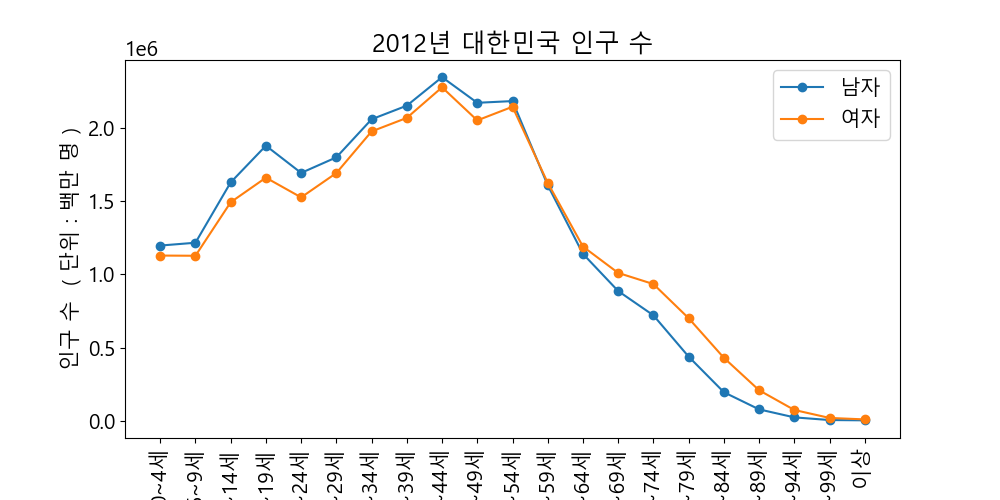 2012년 대한민국 인구 수
1e6
남자
여자
인구 수 ( 단위 : 백만 명 )
2.0
1.5
1.0
0.5
0.0
0~4세
5~9세
~14세
~19세
~24세
~29세
~34세
~39세
~44세
~49세
~54세
~59세
~64세
~69세
~74세
~79세
~84세
~89세
~94세
~99세
이상